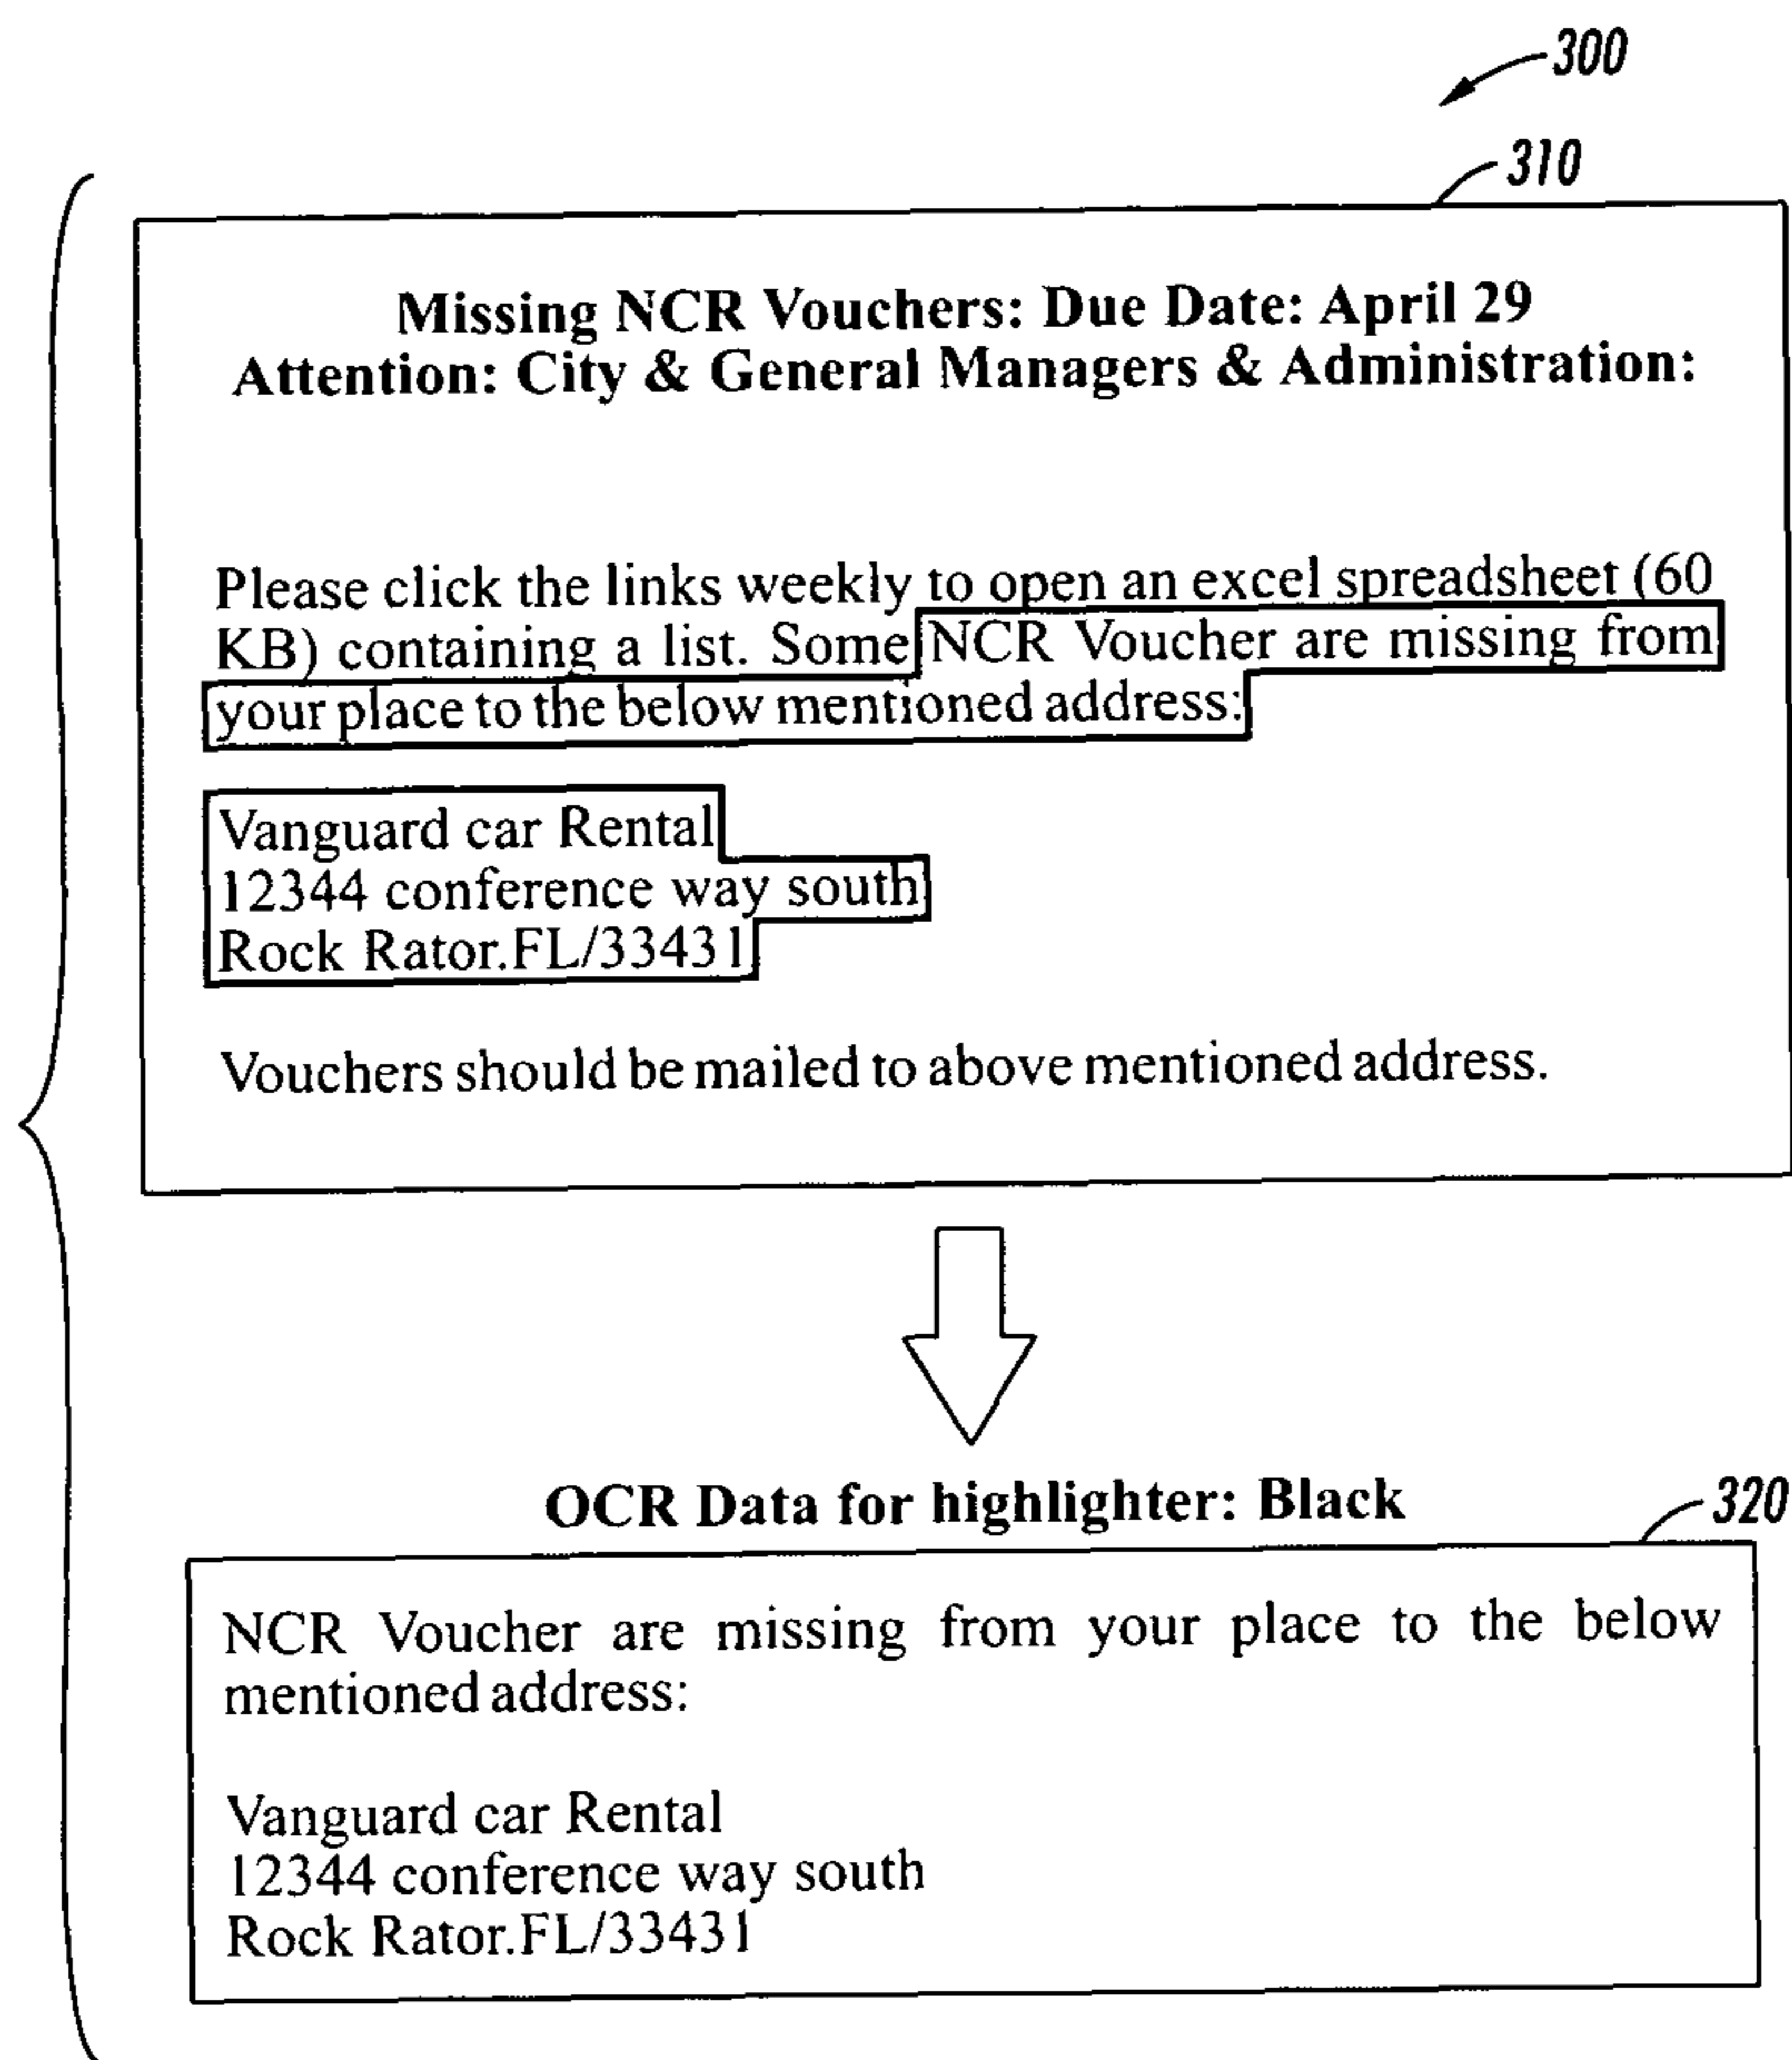 300
310
Missing NCR Vouchers: Due Date: April 29
Attention: City & General Managers & Administration:
Please click the links weekly to open an excel spreadsheet (60
KB) containing a list. Some NCR Voucher are missing from
your place to the below mentioned address:
Vanguard car Rental
12344 conference way south
Rock Rator.FL/33431
Vouchers should be mailed to above mentioned address.
OCR Data for highlighter: Black
320
NCR Voucher are missing from your place to the below
mentioned address:
Vanguard car Rental
12344 conference way south
Rock Rator.FL/33431